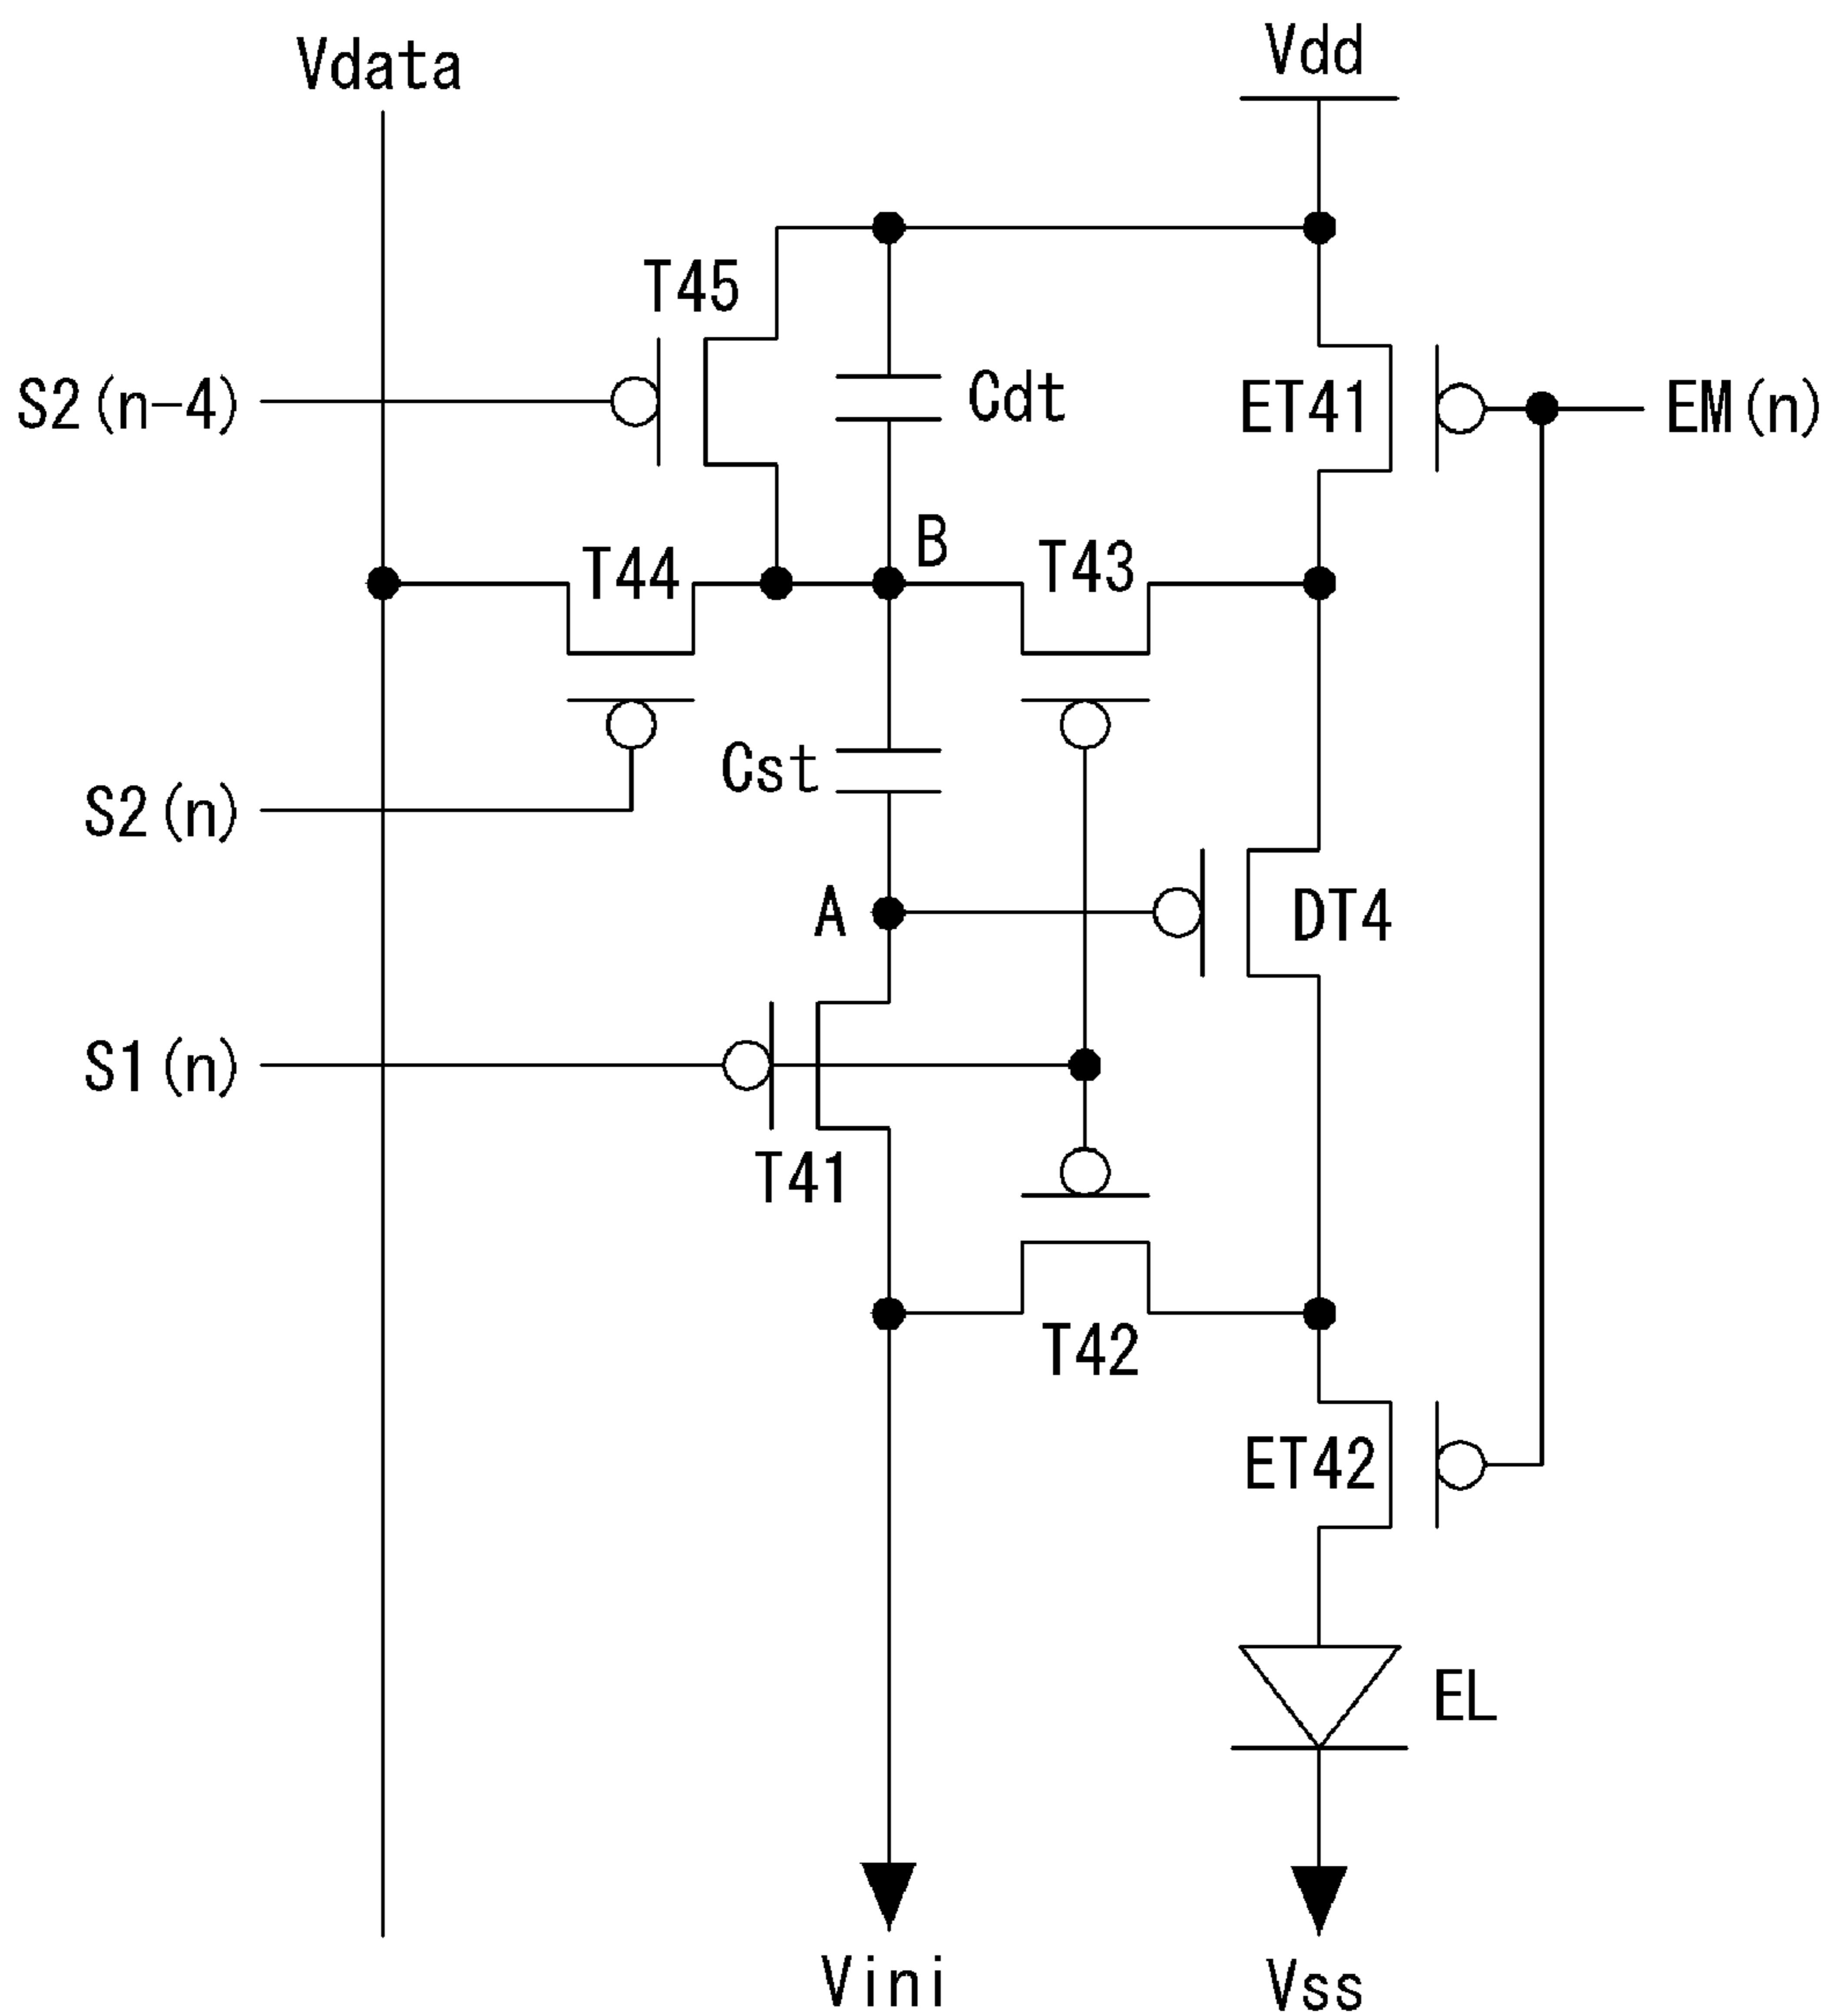 Vdd
Vdata
T45
S2(n-4)
Cdt
ET41
EM(n)
B
T44
T43
Cst
S2(n)
A
DT4
S1(n)
T41
T42
ET42
EL
Vini
Vss